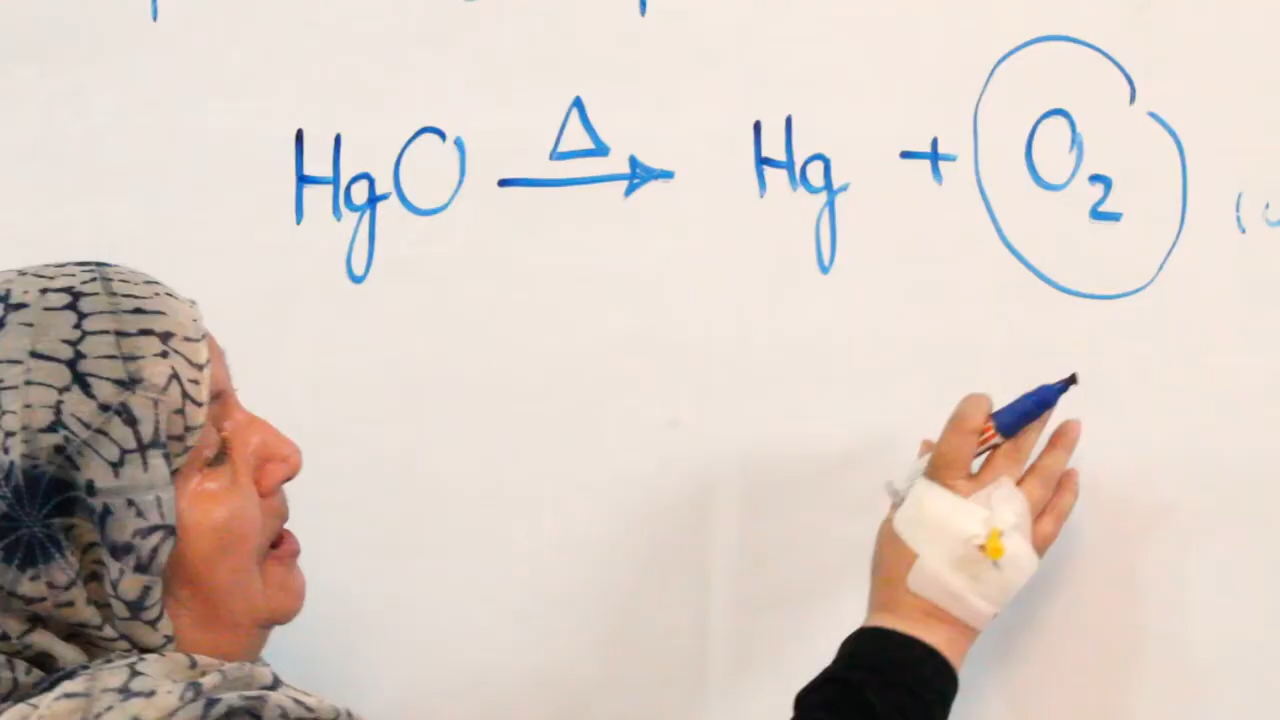 HgO →Δ Hg + O₂